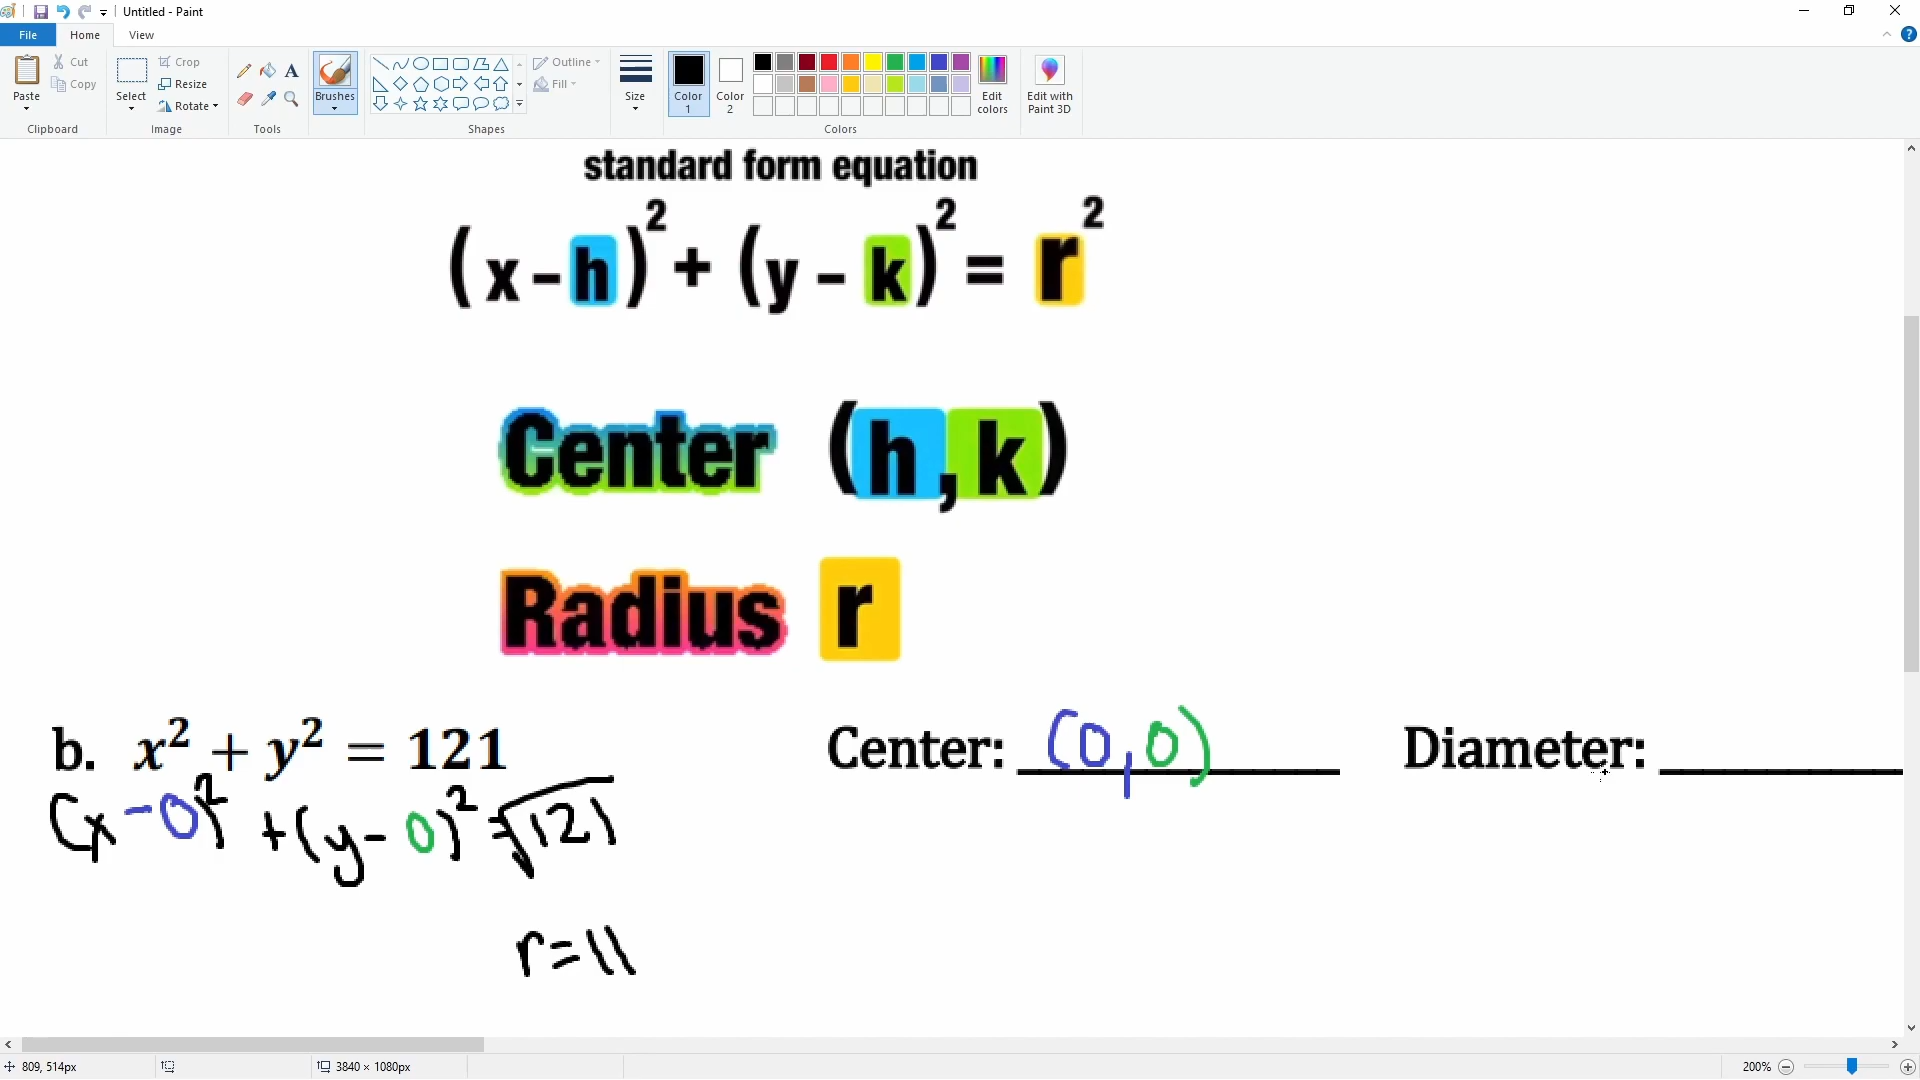 Untitled - Paint
File Home View
Paste Cut Copy Select Crop Resize Rotate Brushes Outline Fill Size Color 1 Color 2 Edit colors Edit with Paint 3D
Clipboard Image Tools Shapes Colors
standard form equation
(x – h)² + (y – k)² = r²
Center (h, k)
Radius r
b. x² + y² = 121 Center: (0, 0) Diameter:
(x - 0)² + (y - 0)² = √121
r = 11
809, 514px 3840 × 1080px 200%